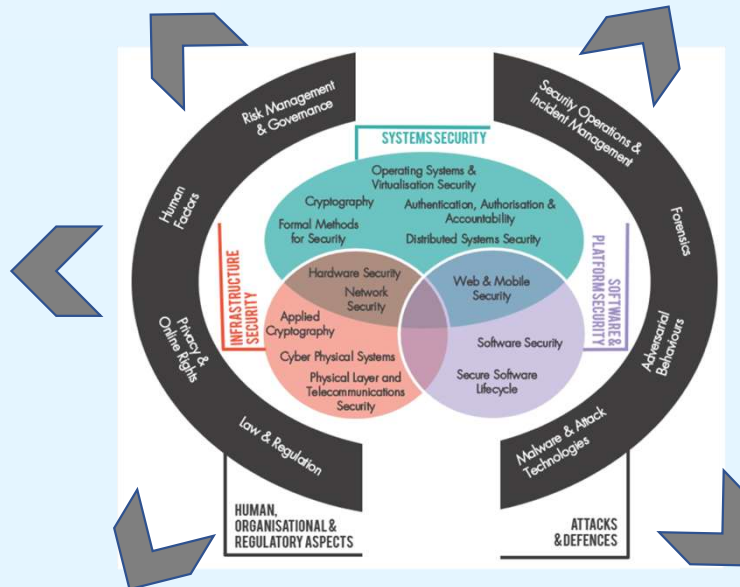 Risk Management
& Governance
Human
Factors
Privacy &
Online Rights
Law & Regulation
HUMAN,
ORGANISATIONAL &
REGULATORY ASPECTS
SYSTEMS SECURITY
Operating Systems &
Virtualisation Security
Cryptography
Authentication, Authorisation &
Accountability
Formal Methods
for Security
Distributed Systems Security
INFRASTRUCTURE
SECURITY
Hardware Security
Network
Security
Applied
Cryptography
Cyber Physical Systems
Physical Layer and
Telecommunications
Security
Web & Mobile
Security
Software Security
Secure Software
Lifecycle
SOFTWARE &
PLATFORM SECURITY
Security Operations &
Incident Management
Forensics
Adversarial
Behaviours
Malware & Attack
Technologies
ATTACKS
& DEFENCES